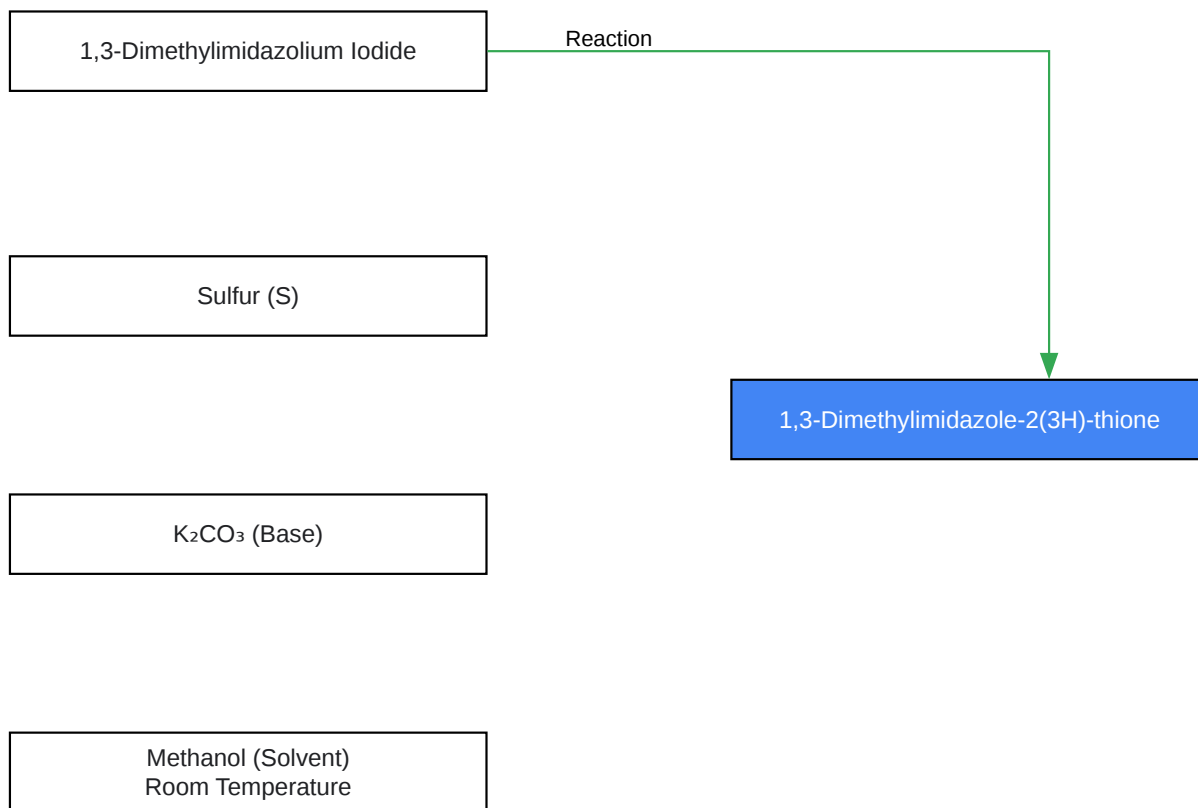 1,3-Dimethylimidazolium Iodide
Reaction
Sulfur (S)
1,3-Dimethylimidazole-2(3H)-thione
K₂CO₃ (Base)
Methanol (Solvent)
Room Temperature